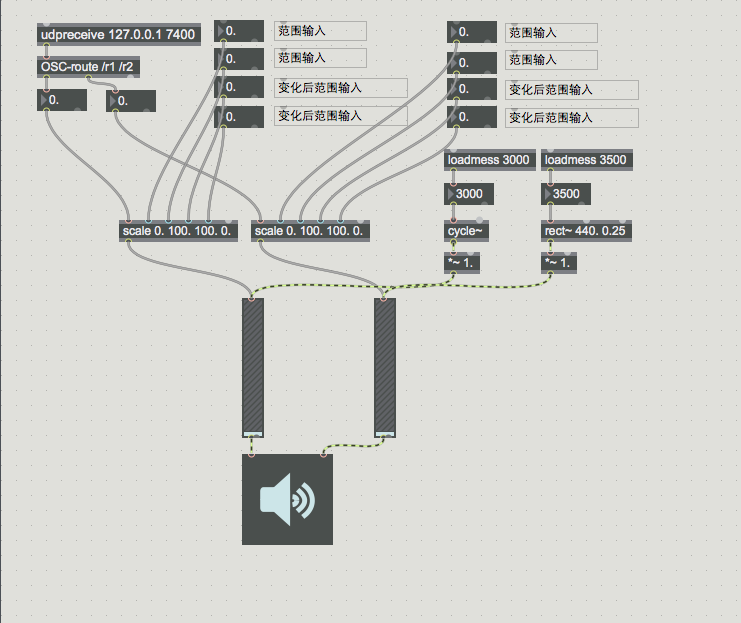 udpreceive 127.0.0.1 7400
OSC-route /r1 /r2
0.
0.
0.
范围输入
0.
范围输入
0.
变化后范围输入
0.
变化后范围输入
0.
范围输入
0.
范围输入
0.
变化后范围输入
0.
变化后范围输入
loadmess 3000
loadmess 3500
3000
3500
scale 0. 100. 100. 0.
scale 0. 100. 100. 0.
cycle~
rect~ 440. 0.25
*~ 1.
*~ 1.